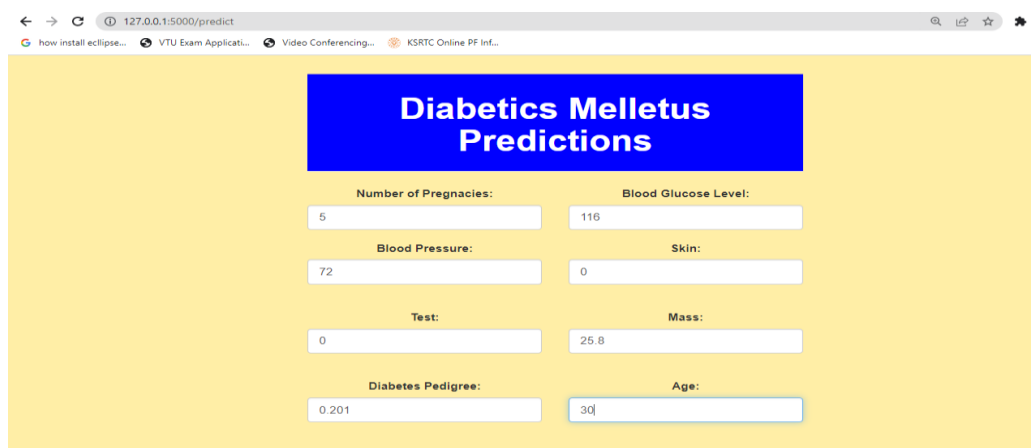 127.0.0.1:5000/predict
how install ecllipse... VTU Exam Applicati... Video Conferencing... KSRTC Online PF Inf...
Diabetics Melletus
Predictions
Number of Pregnacies: Blood Glucose Level:
5 116
Blood Pressure: Skin:
72 0
Test: Mass:
0 25.8
Diabetes Pedigree: Age:
0.201 30